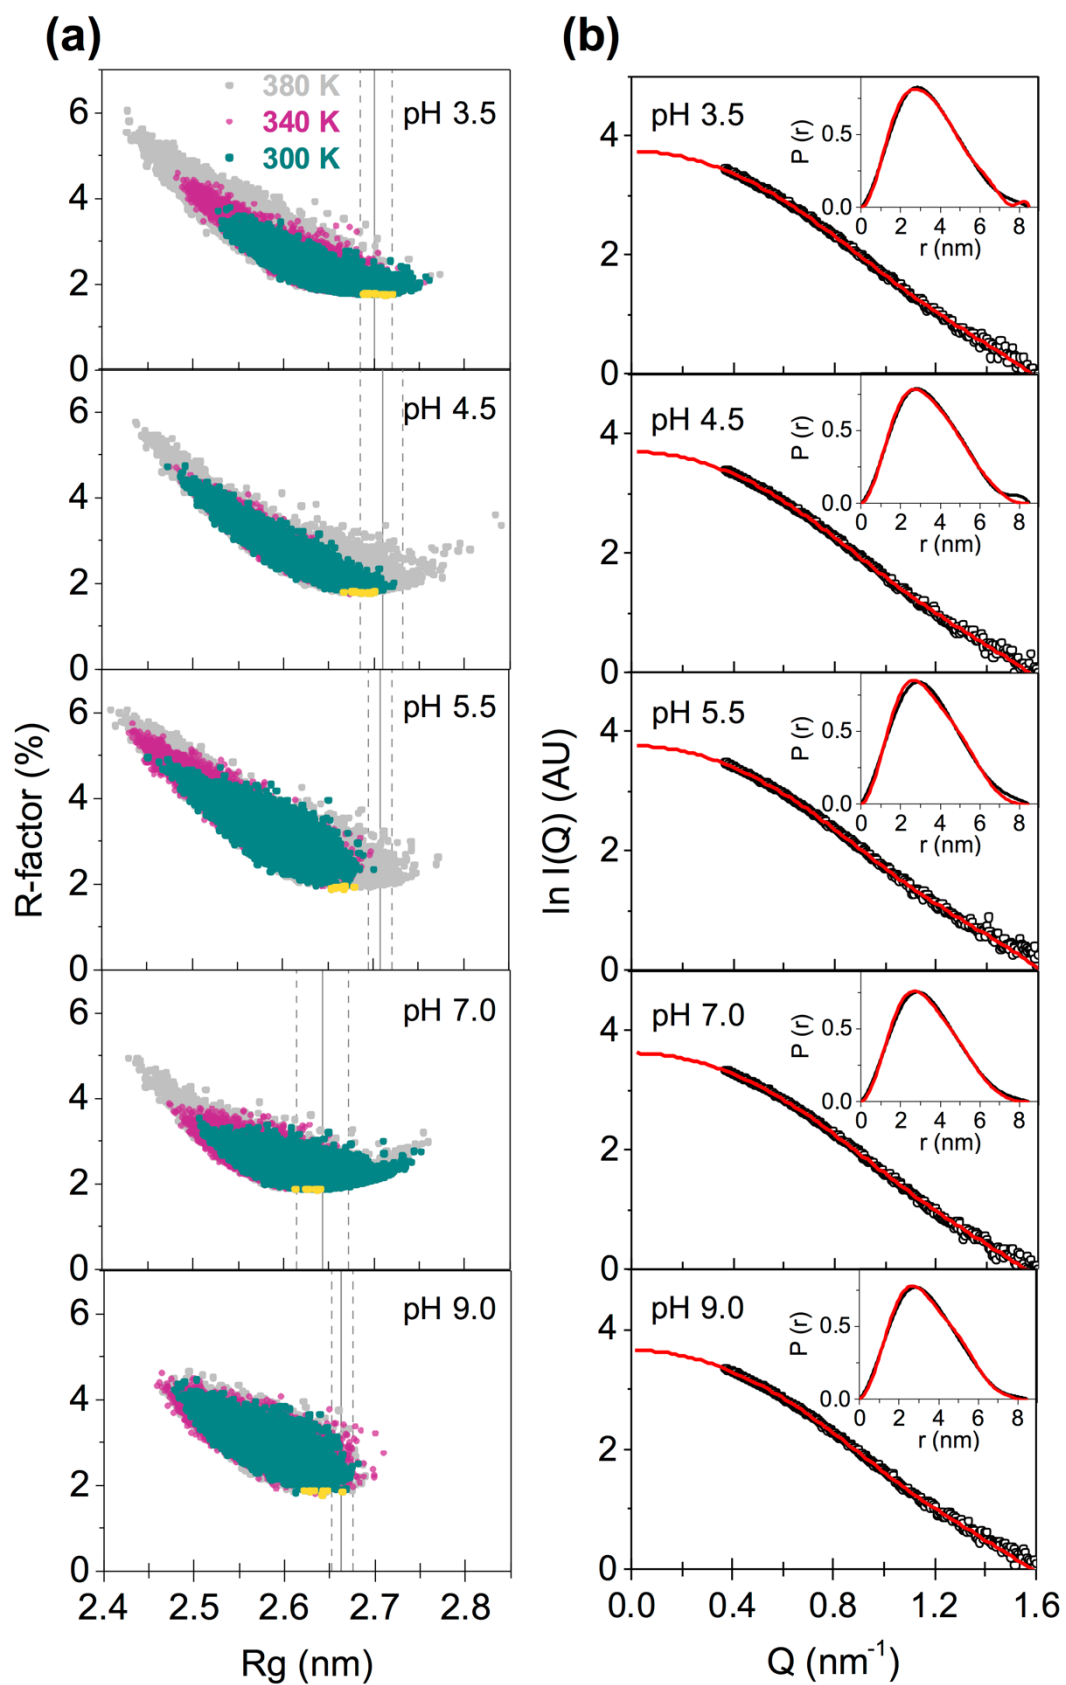 (a)
380 K
340 K
300 K
pH 3.5
6
4
2
0
pH 4.5
6
4
2
0
pH 5.5
6
4
2
0
pH 7.0
6
4
2
0
pH 9.0
6
4
2
0
2.4 2.5 2.6 2.7 2.8
Rg (nm)
R-factor (%)
(b)
pH 3.5
4
2
0
P (r)
0.5
0.0
0 2 4 6 8
r (nm)
pH 4.5
4
2
0
P (r)
0.5
0.0
0 2 4 6 8
r (nm)
pH 5.5
4
2
0
P (r)
0.5
0.0
0 2 4 6 8
r (nm)
pH 7.0
4
2
0
P (r)
0.5
0.0
0 2 4 6 8
r (nm)
pH 9.0
4
2
0
P (r)
0.5
0.0
0 2 4 6 8
r (nm)
0.0 0.4 0.8 1.2 1.6
Q (nm⁻¹)
ln I(Q) (AU)